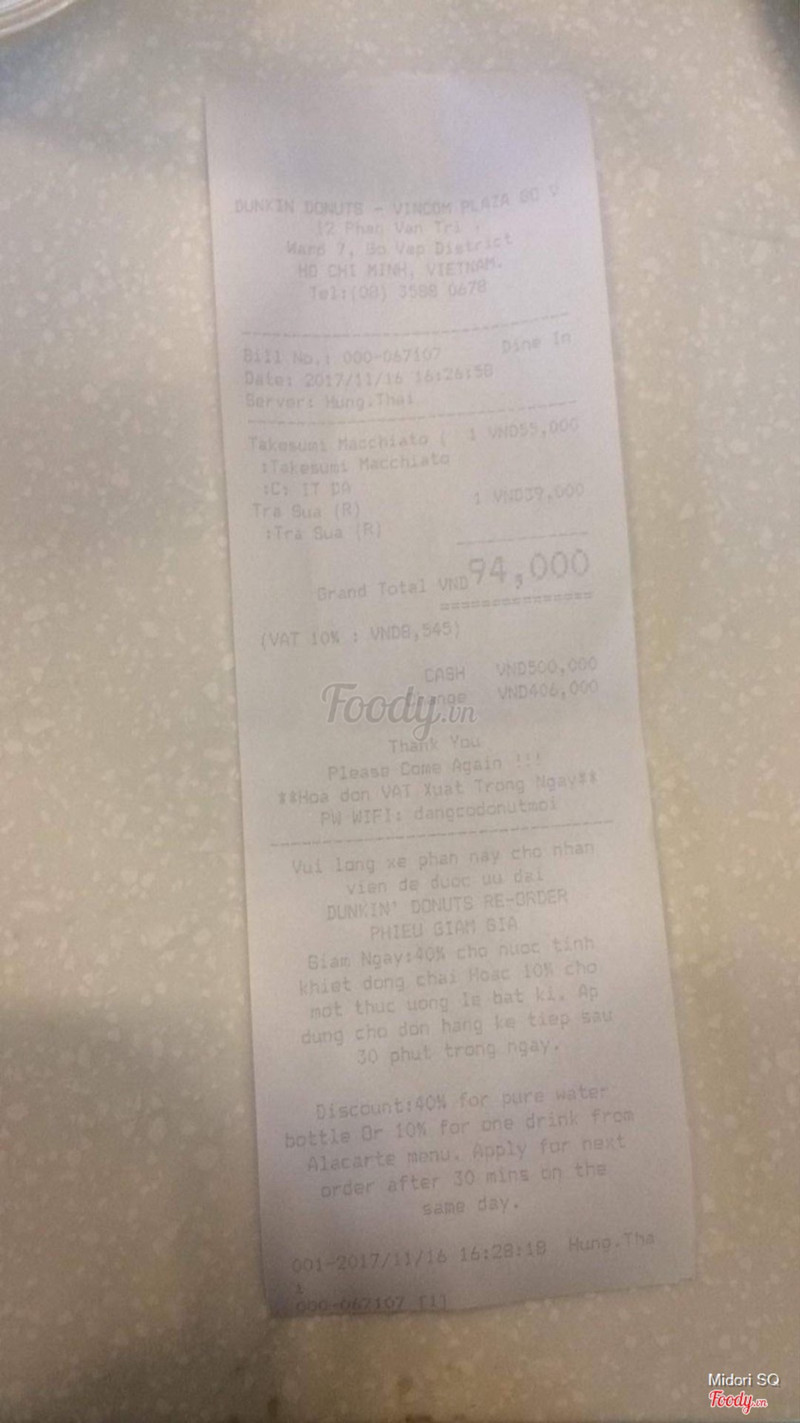 DUNKIN DONUTS - VINCOM PLAZA GO V
12 Phan Van Tri ,
Ward 7, Go Vap District
HO CHI MINH, VIETNAM.
Tel:(08) 3588 0678
Bill No.: 000-067107 Dine In
Date: 2017/11/16 16:26:58
Server: Hung.Thai
Takesumi Macchiato ( 1 VND55,000
:Takesumi Macchiato
:C: IT DA
Tra Sua (R) 1 VND39,000
:Tra Sua (R)
Grand Total VND94,000
(VAT 10% : VND8,545)
CASH VND500,000
VND406,000
Foody.vn
Thank You
Please Come Again !!!
**Hoa don VAT Xuat Trong Ngay**
PW WIFI: dangcodonutmoi
Vui long xe phan nay cho nhan
vien de duoc uu dai
DUNKIN' DONUTS RE-ORDER
PHIEU GIAM GIA
Giam Ngay:40% cho nuoc tinh
khiet dong chai Hoac 10% cho
mot thuc uong le bat ki. Ap
dung cho don hang ke tiep sau
30 phut trong ngay.
Discount:40% for pure water
bottle Or 10% for one drink from
Alacarte menu. Apply for next
order after 30 mins on the
same day.
001-2017/11/16 16:28:18 Hung.Tha
i
000-067107 [1]
Midori SQ
Foody.vn